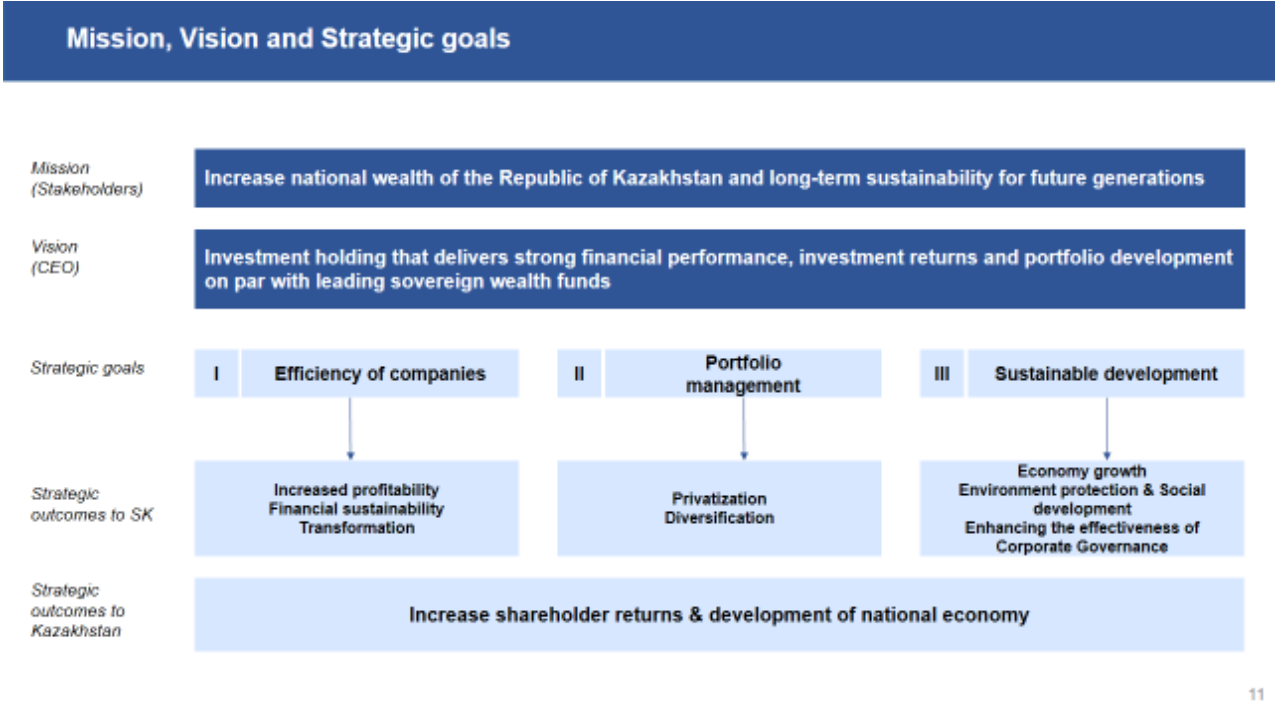 Mission, Vision and Strategic goals
Mission
(Stakeholders)
Increase national wealth of the Republic of Kazakhstan and long-term sustainability for future generations
Vision
(CEO)
Investment holding that delivers strong financial performance, investment returns and portfolio development
on par with leading sovereign wealth funds
Strategic goals
I
Efficiency of companies
II
Portfolio
management
III
Sustainable development
Strategic
outcomes to SK
Increased profitability
Financial sustainability
Transformation
Privatization
Diversification
Economy growth
Environment protection & Social
development
Enhancing the effectiveness of
Corporate Governance
Strategic
outcomes to
Kazakhstan
Increase shareholder returns & development of national economy
11